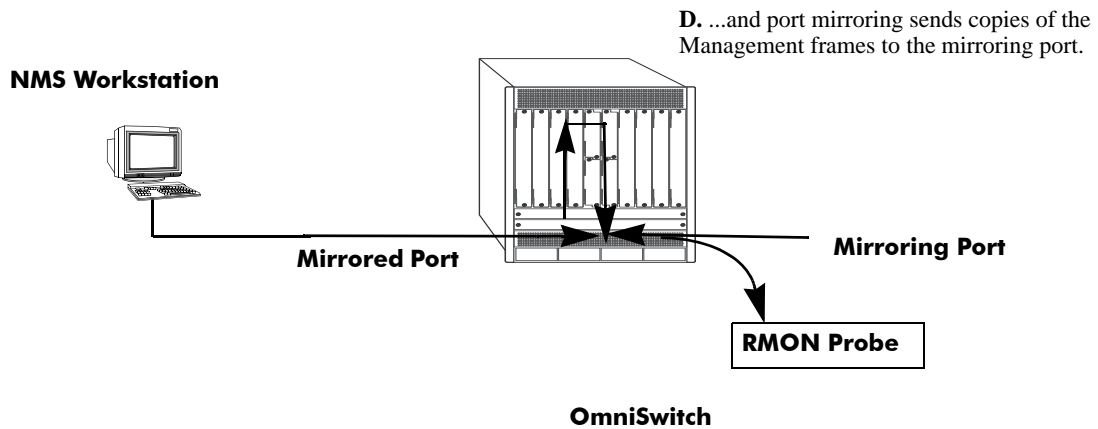 D. ...and port mirroring sends copies of the
Management frames to the mirroring port.
NMS Workstation
Mirrored Port
Mirroring Port
RMON Probe
OmniSwitch